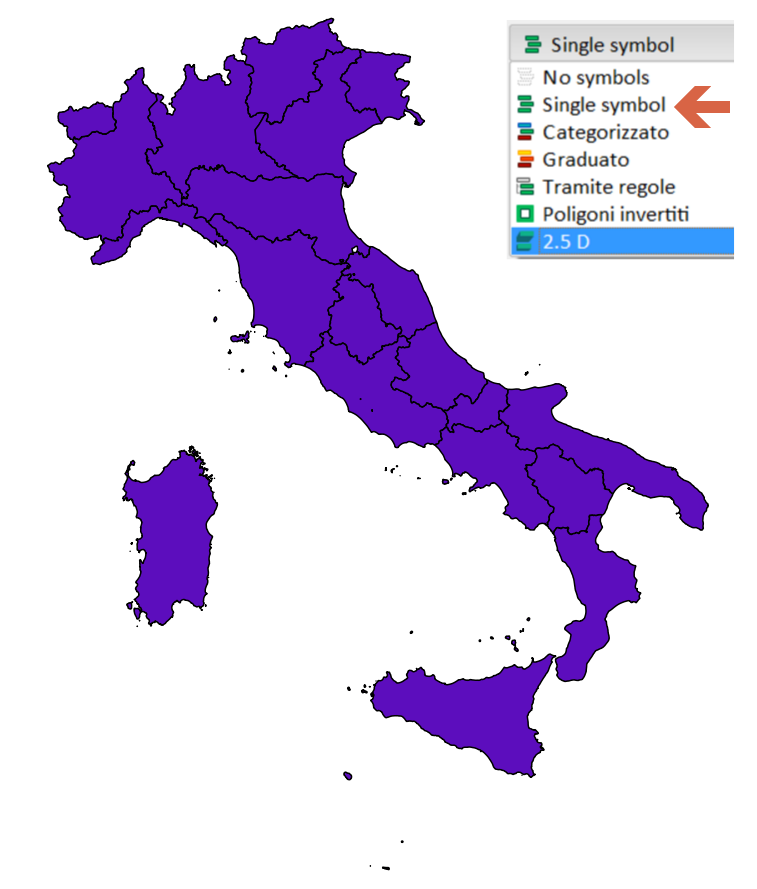 Single symbol
No symbols
Single symbol
Categorizzato
Graduato
Tramite regole
Poligoni invertiti
2.5 D